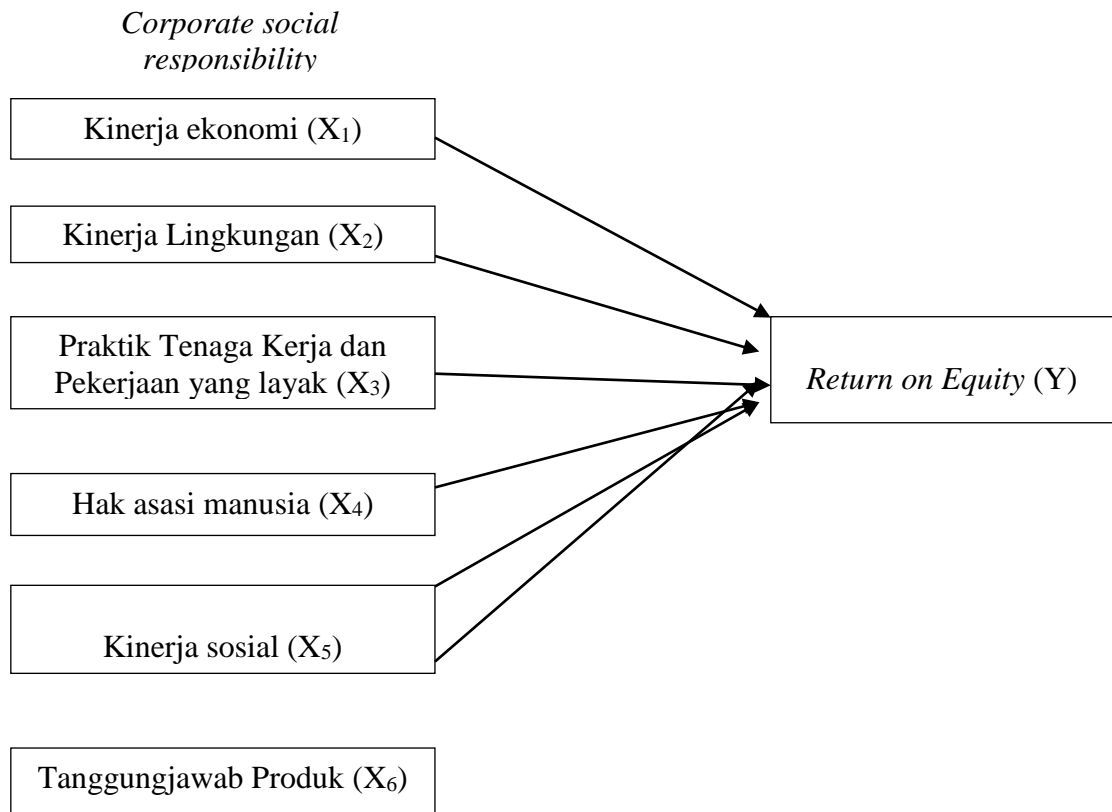 Corporate social
responsibility
Kinerja ekonomi (X₁)
Kinerja Lingkungan (X₂)
Praktik Tenaga Kerja dan
Pekerjaan yang layak (X₃)
Return on Equity (Y)
Hak asasi manusia (X₄)
Kinerja sosial (X₅)
Tanggungjawab Produk (X₆)